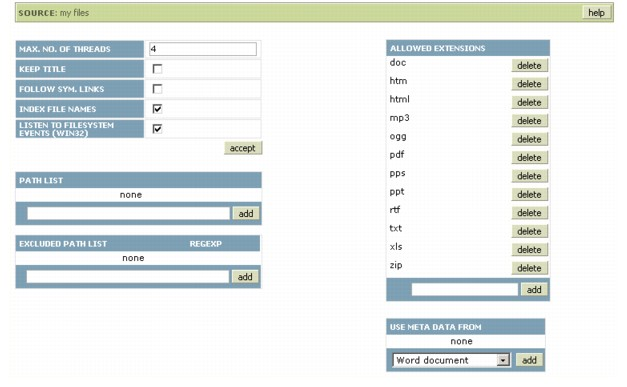 SOURCE: my files
help
MAX. NO. OF THREADS 4
KEEP TITLE
FOLLOW SYM. LINKS
INDEX FILE NAMES
LISTEN TO FILESYSTEM
EVENTS (WIN32)
accept
PATH LIST
none
add
EXCLUDED PATH LIST REGEXP
none
add
ALLOWED EXTENSIONS
doc delete
htm delete
html delete
mp3 delete
ogg delete
pdf delete
pps delete
ppt delete
rtf delete
txt delete
xls delete
zip delete
add
USE META DATA FROM
none
Word document add